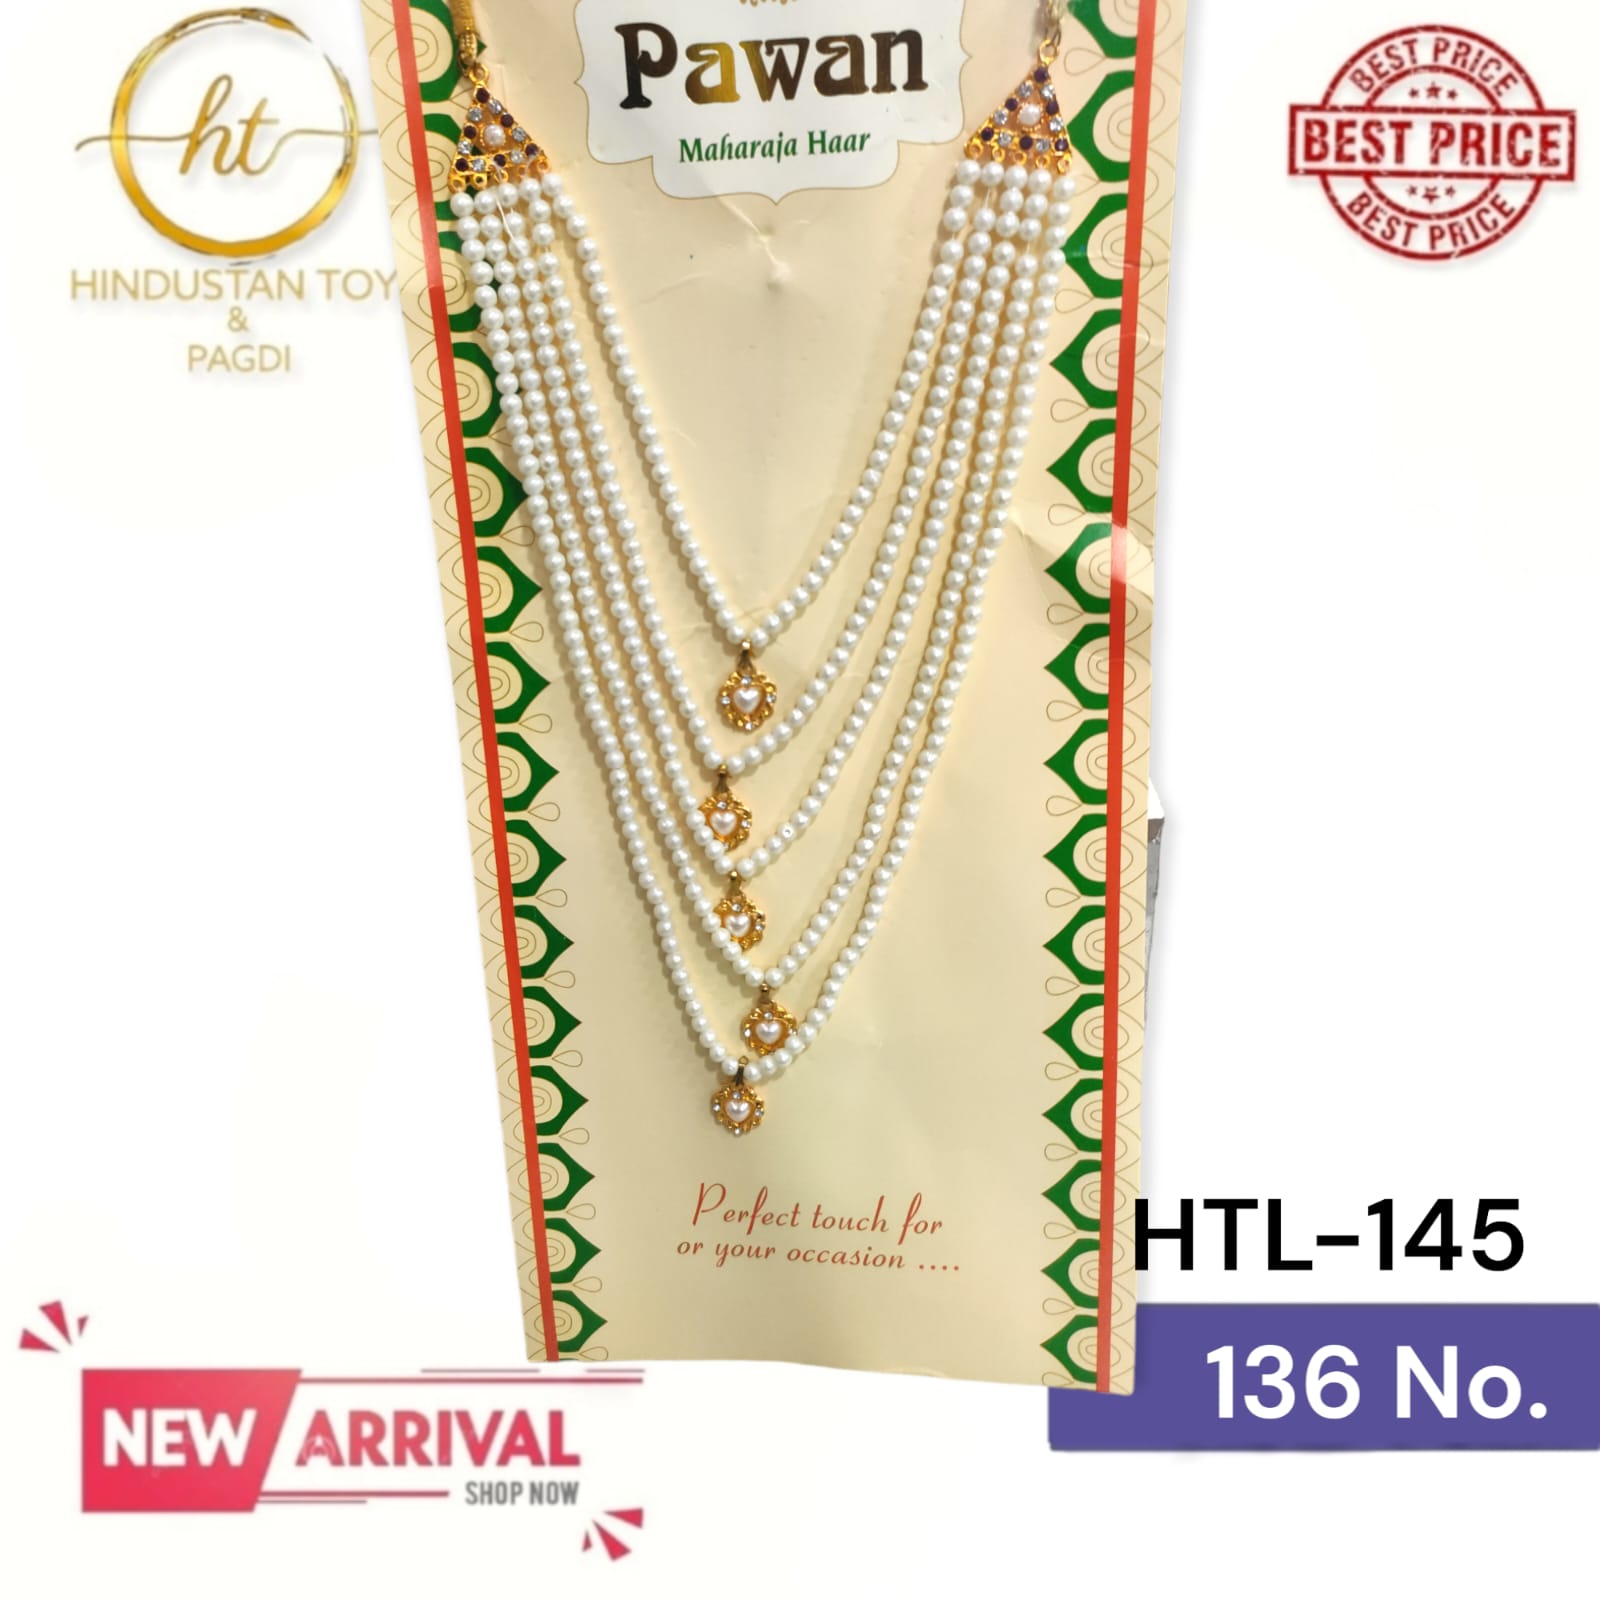 ht
HINDUSTAN TOY
&
PAGDI
Pawan
Maharaja Haar
BEST PRICE
BEST PRICE
BEST PRICE
Perfect touch for
or your occasion ....
HTL-145
136 No.
NEW ARRIVAL
SHOP NOW